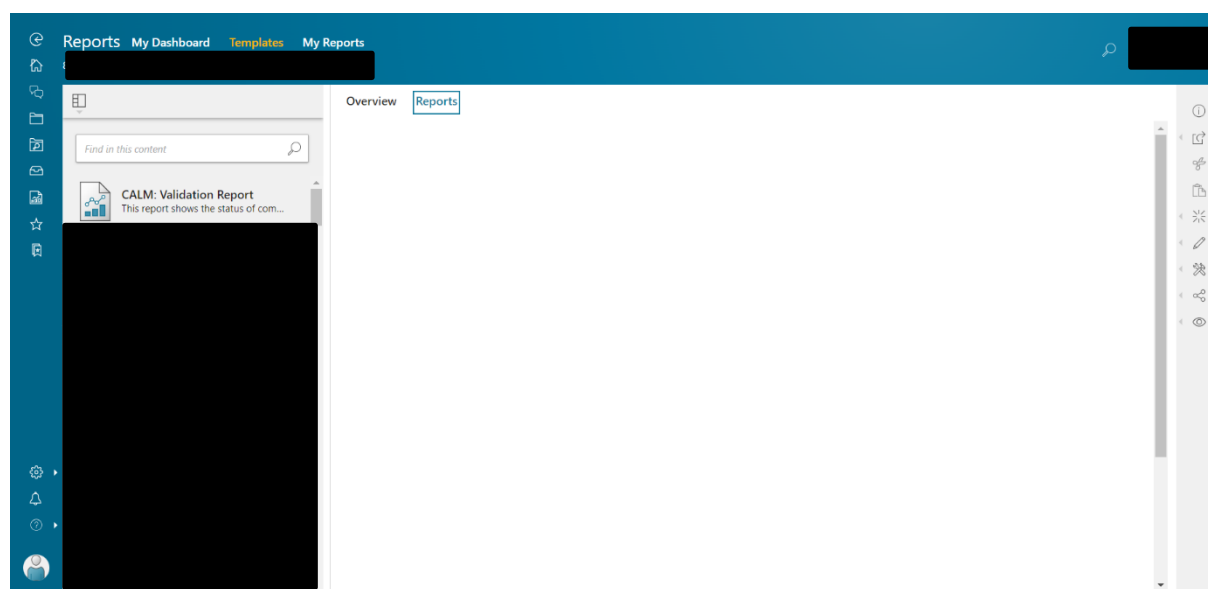 Reports My Dashboard Templates My Reports
Overview Reports
Find in this content
CALM: Validation Report
This report shows the status of com...